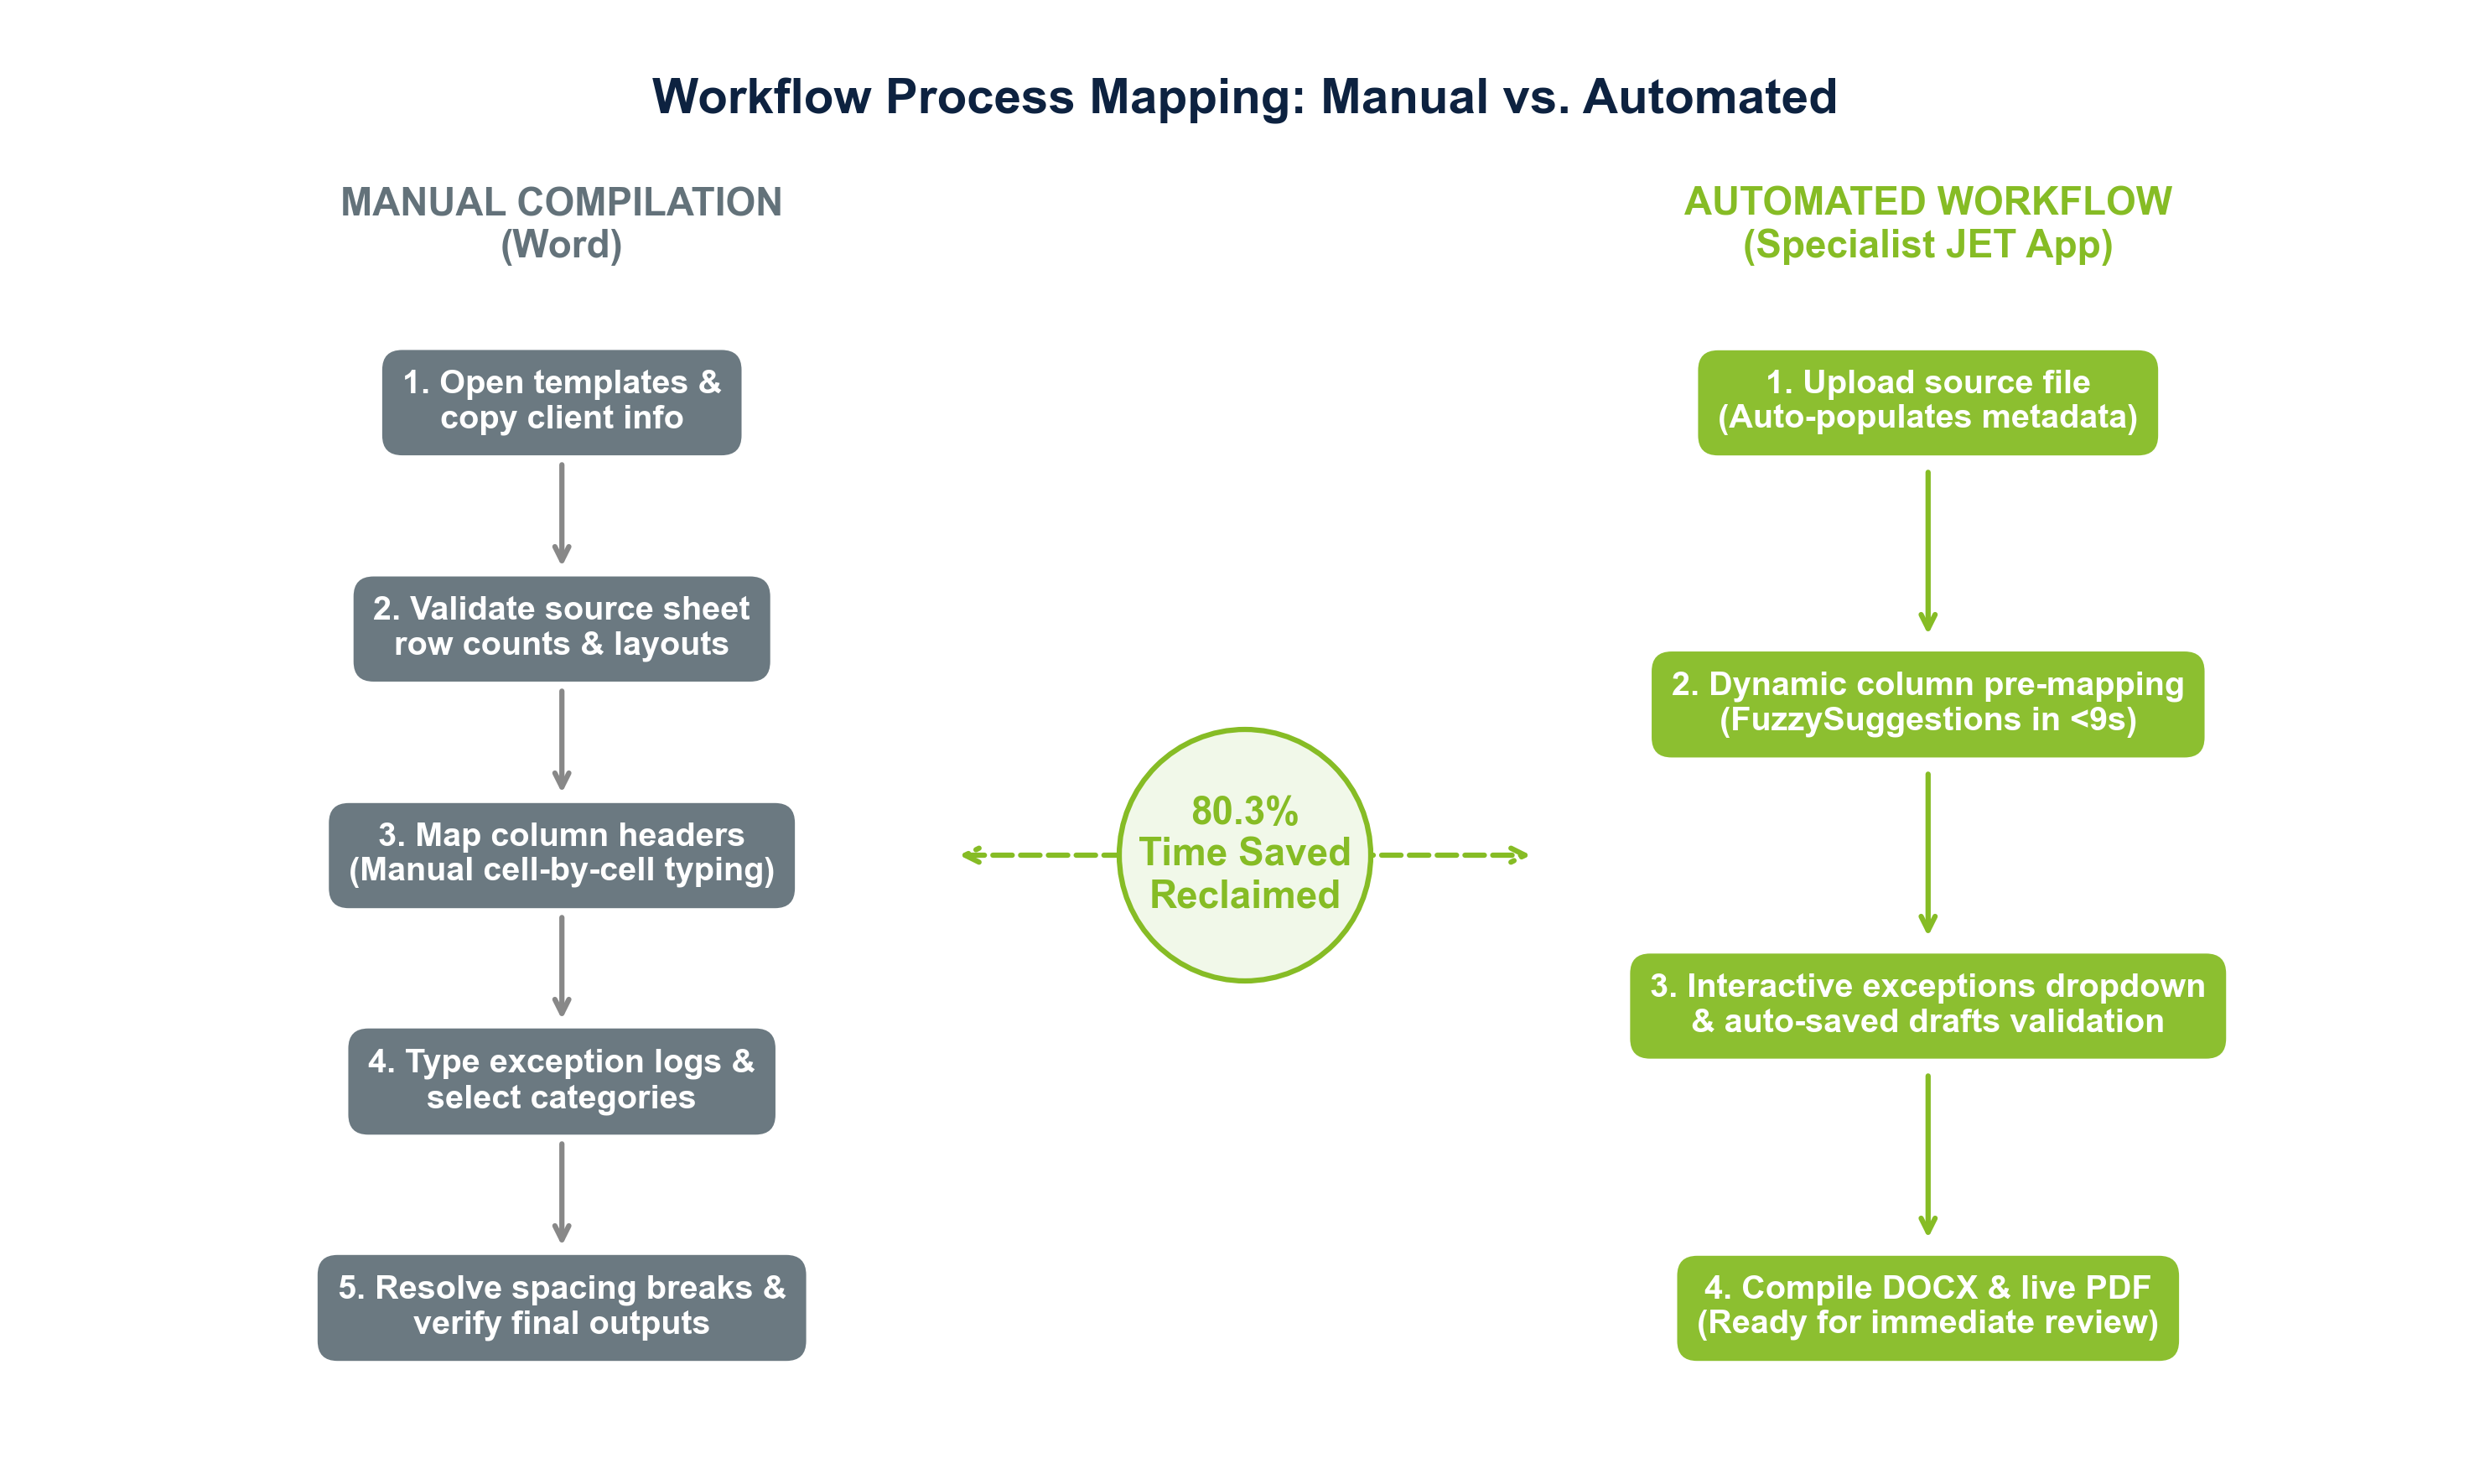 Workflow Process Mapping: Manual vs. Automated
MANUAL COMPILATION
(Word)
1. Open templates &
copy client info
2. Validate source sheet
row counts & layouts
3. Map column headers
(Manual cell-by-cell typing)
4. Type exception logs &
select categories
5. Resolve spacing breaks &
verify final outputs
80.3%
Time Saved
Reclaimed
AUTOMATED WORKFLOW
(Specialist JET App)
1. Upload source file
(Auto-populates metadata)
2. Dynamic column pre-mapping
(FuzzySuggestions in <9s)
3. Interactive exceptions dropdown
& auto-saved drafts validation
4. Compile DOCX & live PDF
(Ready for immediate review)